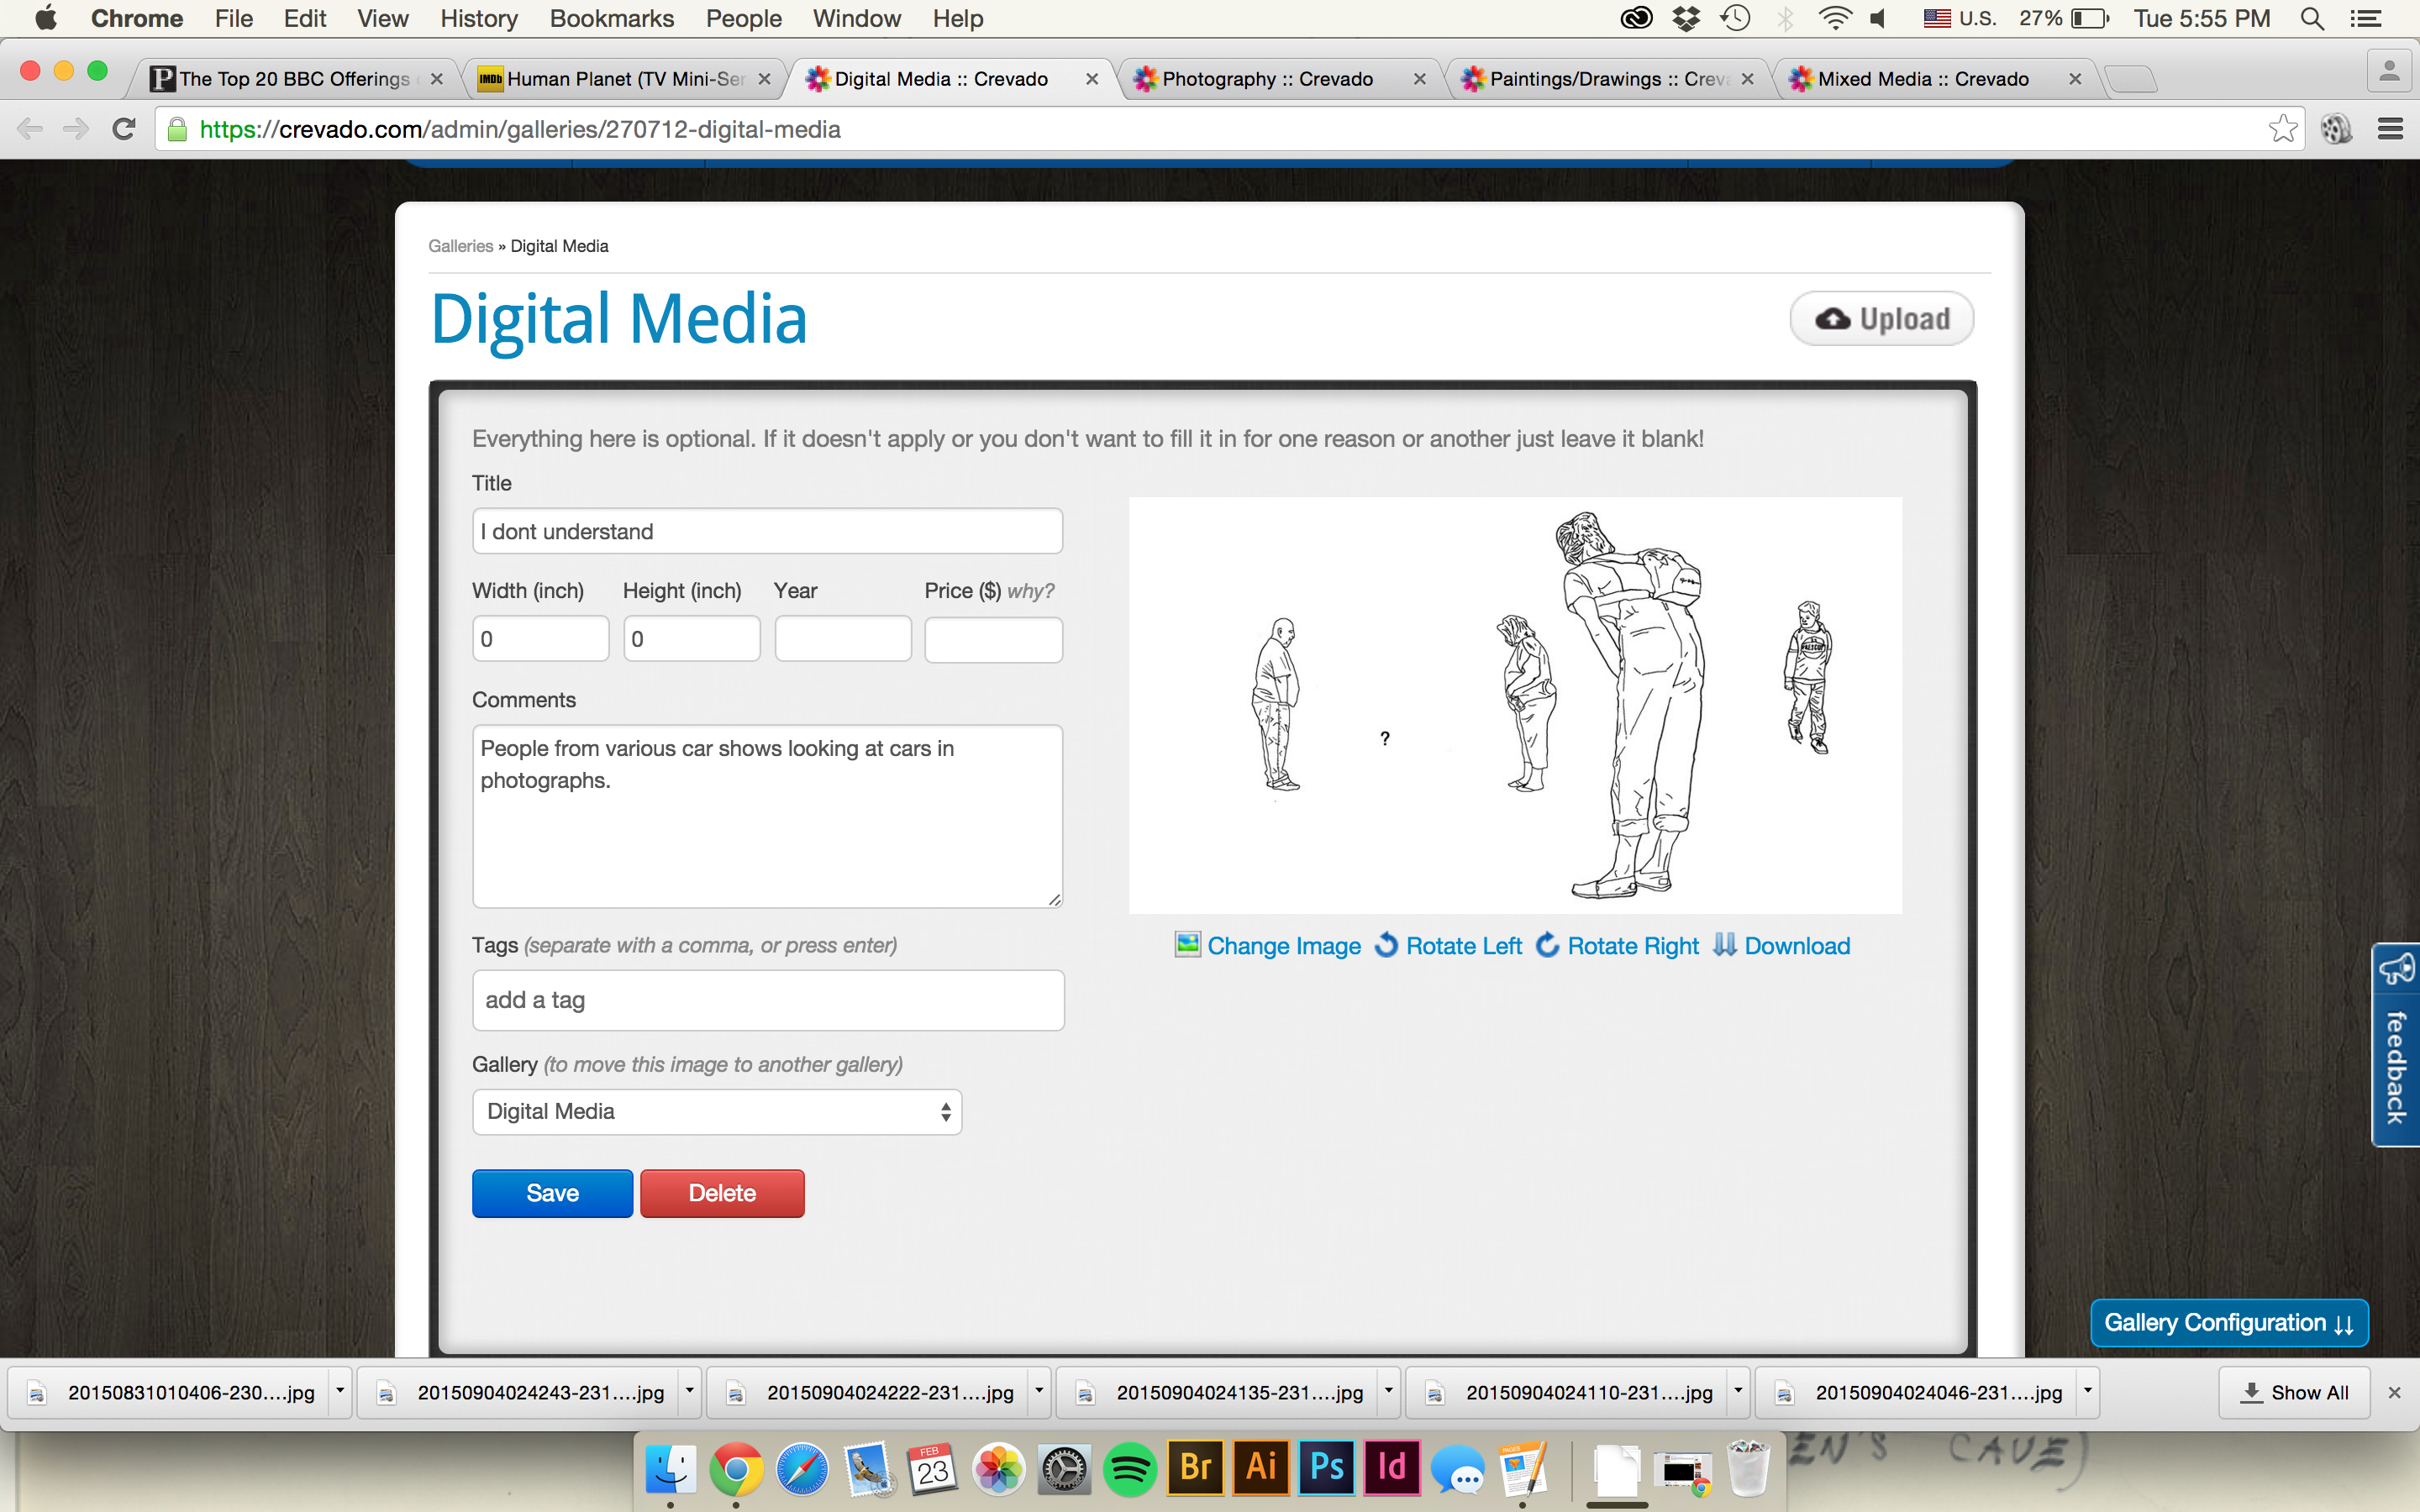 Chrome File Edit View History Bookmarks People Window Help U.S. 27% Tue 5:55 PM
The Top 20 BBC Offerings
IMDb Human Planet (TV Mini-Ser
Digital Media :: Crevado
Photography :: Crevado
Paintings/Drawings :: Creva
Mixed Media :: Crevado
https://crevado.com/admin/galleries/270712-digital-media
Galleries » Digital Media
Digital Media
Upload
Everything here is optional. If it doesn't apply or you don't want to fill it in for one reason or another just leave it blank!
Title
I dont understand
Width (inch) Height (inch) Year Price ($) why?
0 0
Comments
People from various car shows looking at cars in
photographs.
?
Change Image Rotate Left Rotate Right Download
Tags (separate with a comma, or press enter)
add a tag
Gallery (to move this image to another gallery)
Digital Media
Save Delete
feedback
Gallery Configuration
20150831010406-230....jpg 20150904024243-231....jpg 20150904024222-231....jpg 20150904024135-231....jpg 20150904024110-231....jpg 20150904024046-231....jpg Show All
FEB
23
Br Ai Ps Id
PAGES
EN'S CAVE)